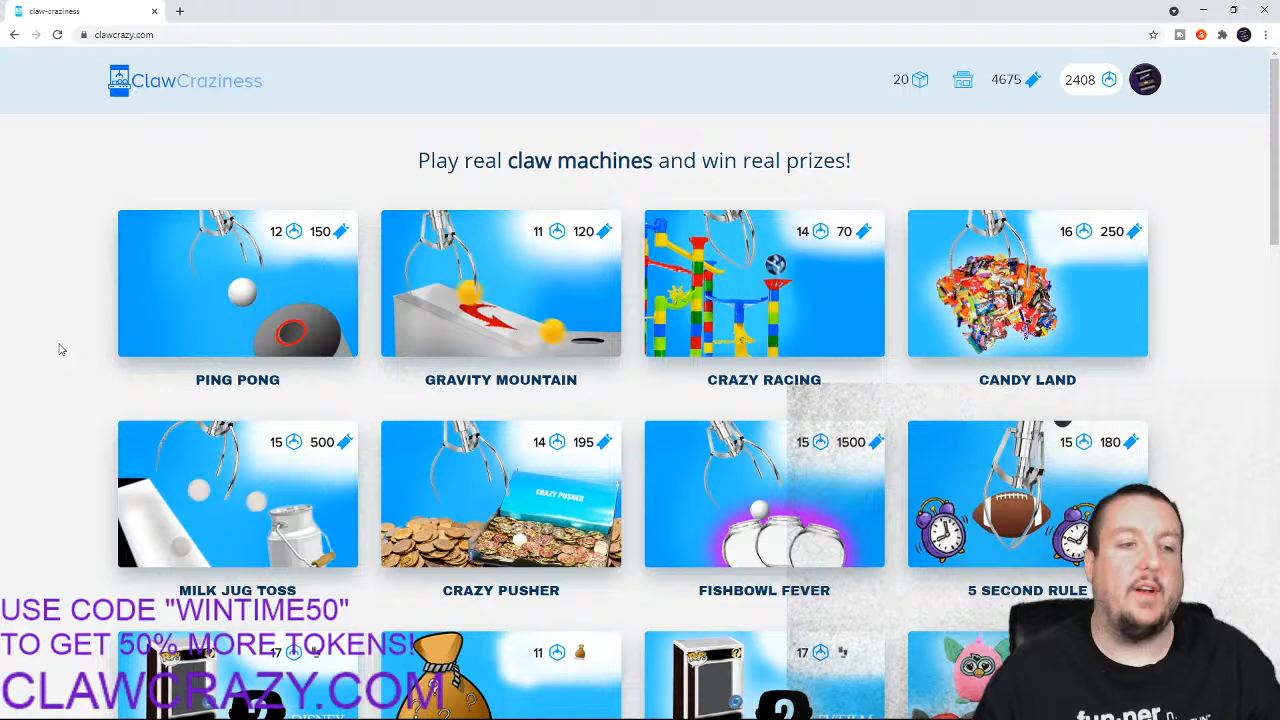 claw-craziness
clawcrazy.com
ClawCraziness
20
4675
2408
Play real claw machines and win real prizes!
12 150
11 120
14 70
16 250
PING PONG
GRAVITY MOUNTAIN
CRAZY RACING
CANDY LAND
15 500
14 195
15 1500
15 180
CRAZY PUSHER
MILK JUG TOSS
CRAZY PUSHER
FISHBOWL FEVER
5 SECOND RULE
USE CODE "WINTIME50"
TO GET 50% MORE TOKENS!
CLAWCRAZY.COM
17
11
17
POP!
POP!